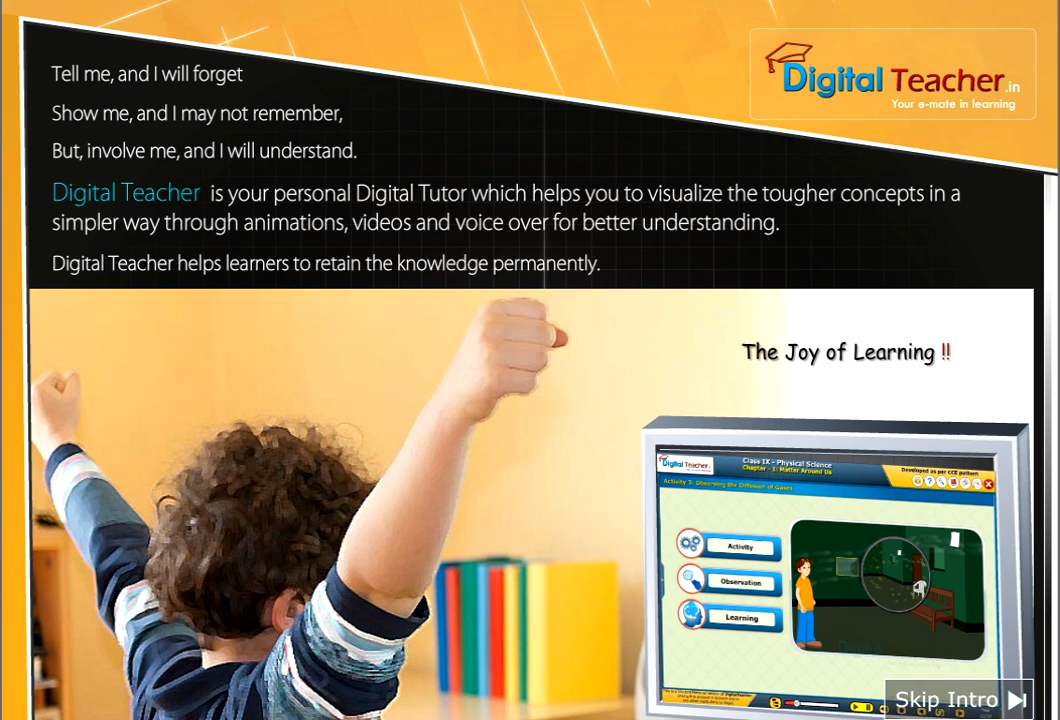 Tell me, and I will forget
Show me, and I may not remember,
But, involve me, and I will understand.
Digital Teacher is your personal Digital Tutor which helps you to visualize the tougher concepts in a
simpler way through animations, videos and voice over for better understanding.
Digital Teacher helps learners to retain the knowledge permanently.
Digital Teacher.in
Your e-mate in learning
The Joy of Learning !!
Digital Teacher
Class IX - Physical Science
Chapter - 1: Matter Around Us
Developed as per CCE pattern
Activity 3: Observing the Diffusion of Gases
Activity
Observation
Learning
Skip Intro